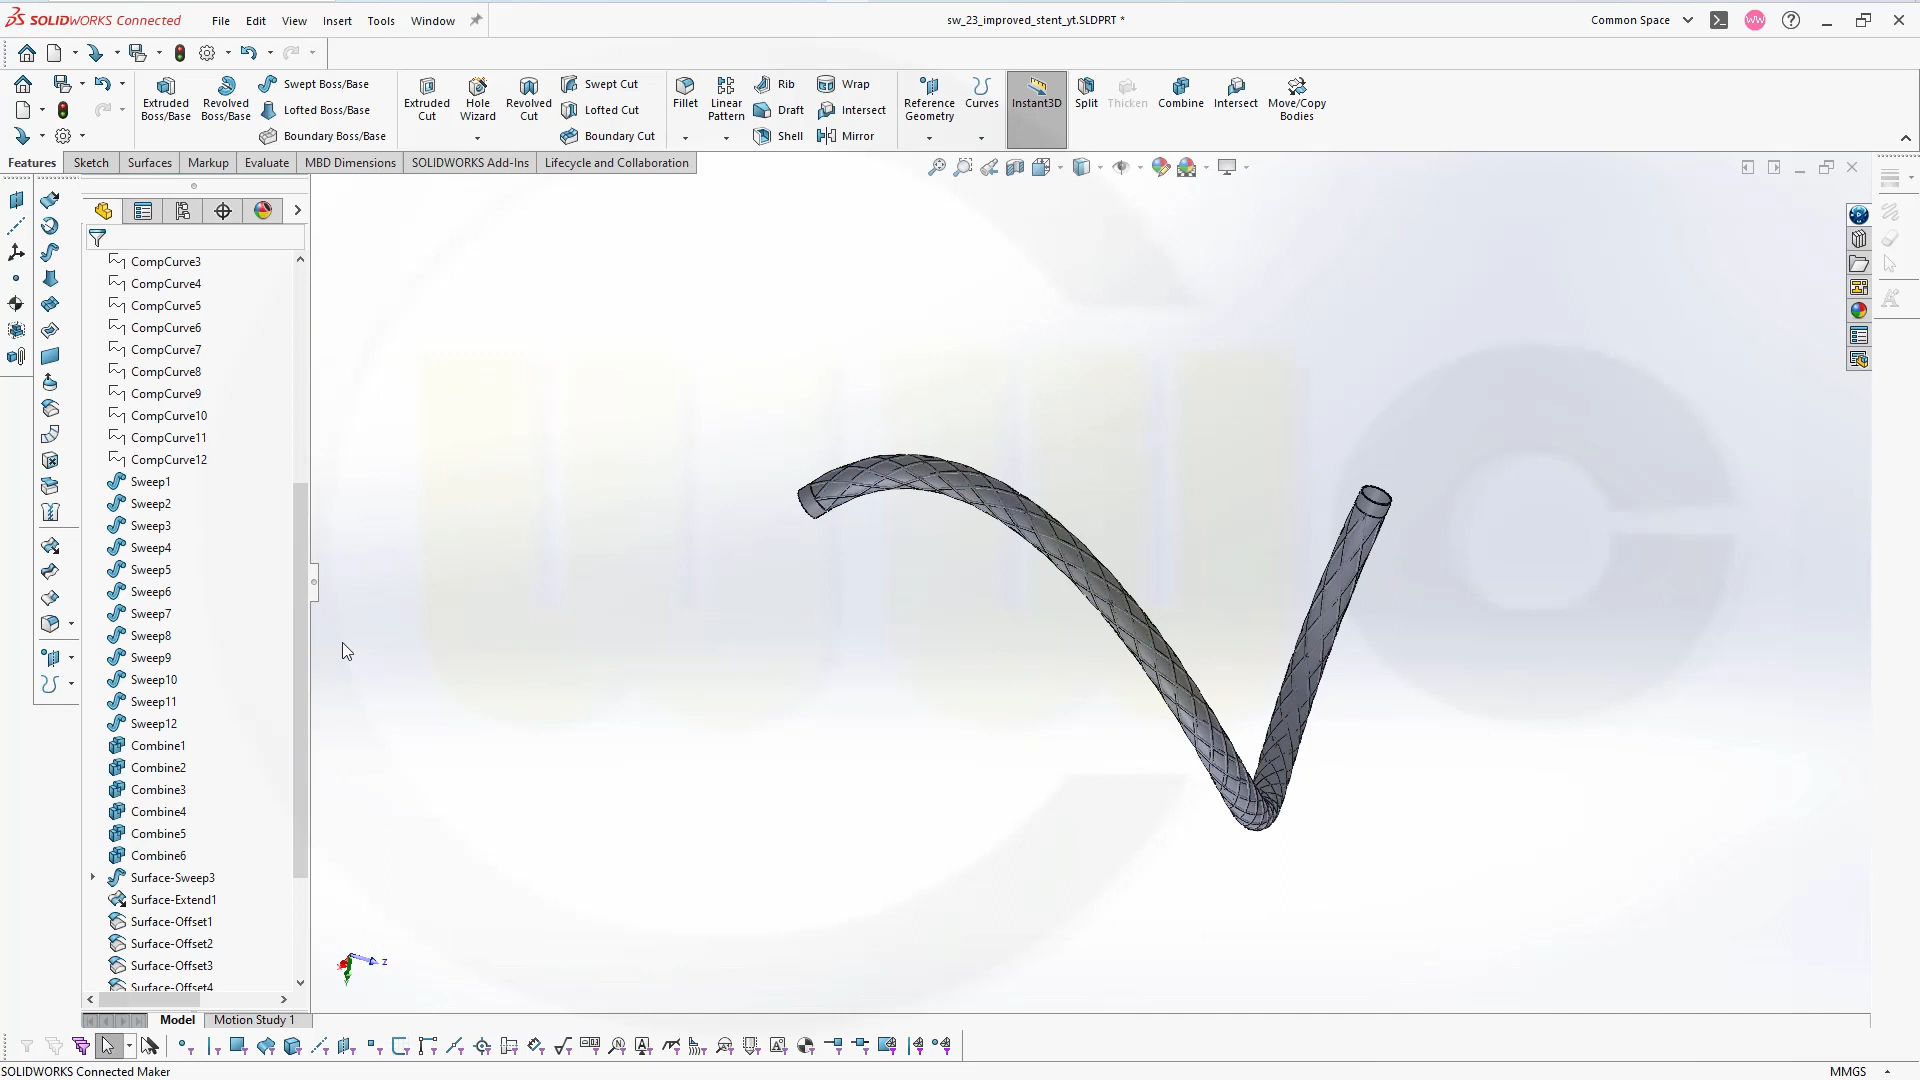 SOLIDWORKS Connected
File Edit View Insert Tools Window
sw_23_improved_stent_yt.SLDPRT *
Common Space
WW
Extruded Boss/Base
Revolved Boss/Base
Swept Boss/Base
Lofted Boss/Base
Boundary Boss/Base
Extruded Cut
Hole Wizard
Revolved Cut
Swept Cut
Lofted Cut
Boundary Cut
Fillet
Linear Pattern
Rib
Draft
Shell
Wrap
Intersect
Mirror
Reference Geometry
Curves
Instant3D
Split
Thicken
Combine
Intersect
Move/Copy Bodies
Features Sketch Surfaces Markup Evaluate MBD Dimensions SOLIDWORKS Add-Ins Lifecycle and Collaboration
CompCurve3
CompCurve4
CompCurve5
CompCurve6
CompCurve7
CompCurve8
CompCurve9
CompCurve10
CompCurve11
CompCurve12
Sweep1
Sweep2
Sweep3
Sweep4
Sweep5
Sweep6
Sweep7
Sweep8
Sweep9
Sweep10
Sweep11
Sweep12
Combine1
Combine2
Combine3
Combine4
Combine5
Combine6
Surface-Sweep3
Surface-Extend1
Surface-Offset1
Surface-Offset2
Surface-Offset3
Surface-Offset4
z
Model Motion Study 1
SOLIDWORKS Connected Maker
MMGS